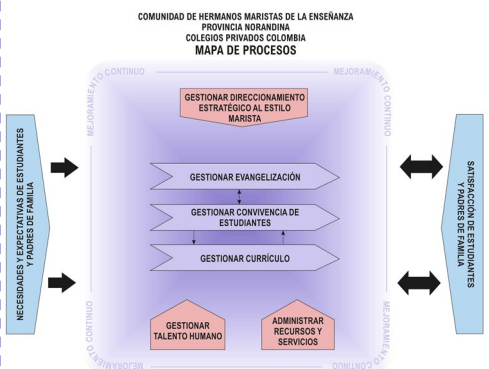 COMUNIDAD DE HERMANOS MARISTAS DE LA ENSEÑANZA
PROVINCIA NORANDINA
COLEGIOS PRIVADOS COLOMBIA
MAPA DE PROCESOS
MEJORAMIENTO CONTINUO
MEJORAMIENTO CONTINUO
GESTIONAR DIRECCIONAMIENTO
ESTRATÉGICO AL ESTILO
MARISTA
NECESIDADES Y EXPECTATIVAS DE ESTUDIANTES
Y PADRES DE FAMILIA
GESTIONAR EVANGELIZACIÓN
GESTIONAR CONVIVENCIA DE
ESTUDIANTES
GESTIONAR CURRÍCULO
SATISFACCIÓN DE ESTUDIANTES
Y PADRES DE FAMILIA
GESTIONAR
TALENTO HUMANO
ADMINISTRAR
RECURSOS Y
SERVICIOS
MEJORAMIENTO CONTINUO
MEJORAMIENTO CONTINUO